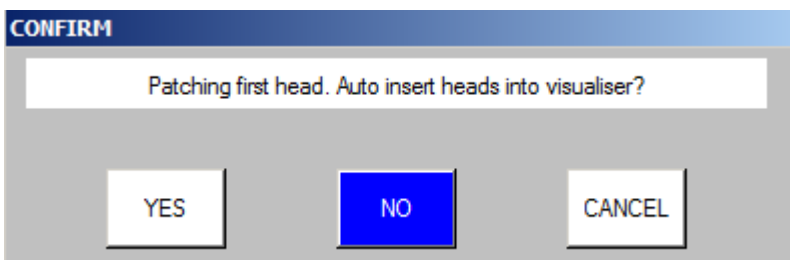 CONFIRM
Patching first head. Auto insert heads into visualiser?
YES NO CANCEL